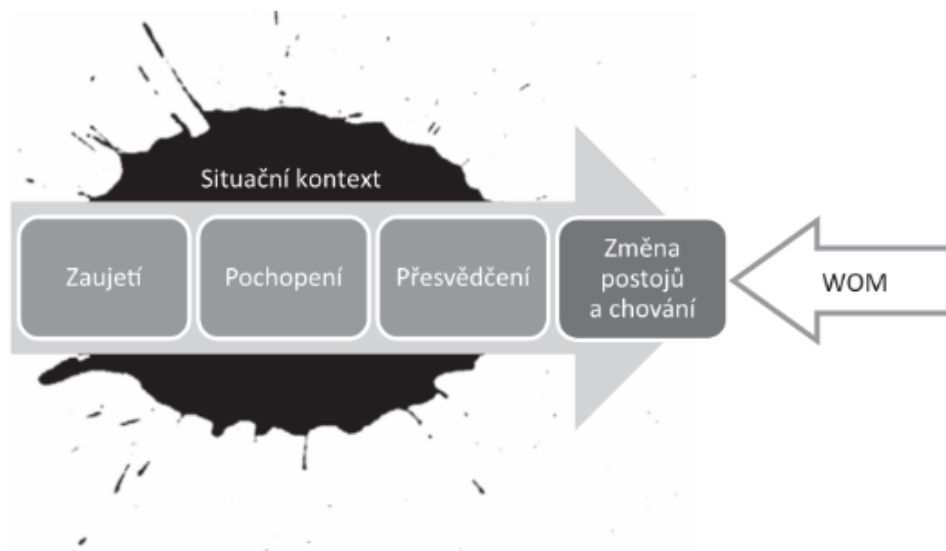 Situační kontext
Zaujetí
Pochopení
Přesvědčení
Změna
postojů
a chování
WOM